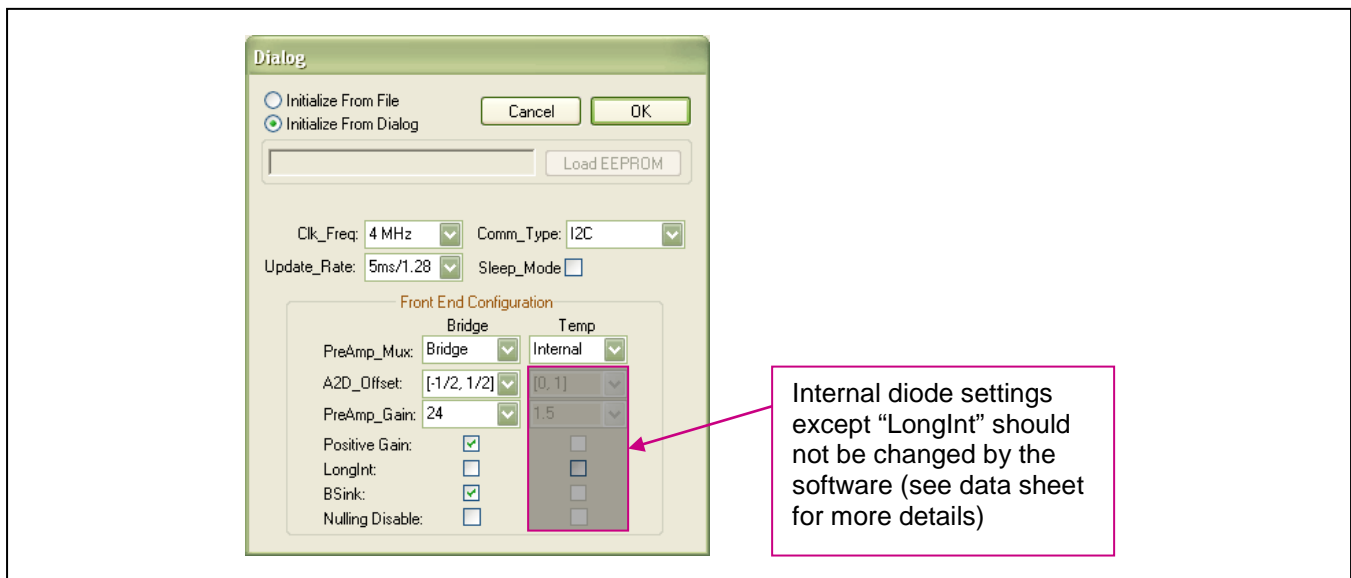 Dialog
Initialize From File
Initialize From Dialog
Cancel
OK
Load EEPROM
Clk_Freq: 4 MHz Comm_Type: I2C
Update_Rate: 5ms/1.28 Sleep_Mode
Front End Configuration
Bridge Temp
PreAmp_Mux: Bridge Internal
A2D_Offset: [-1/2, 1/2] [0, 1]
PreAmp_Gain: 24 1.5
Positive Gain:
LongInt:
BSink:
Nulling Disable:
Internal diode settings
except “LongInt” should
not be changed by the
software (see data sheet
for more details)